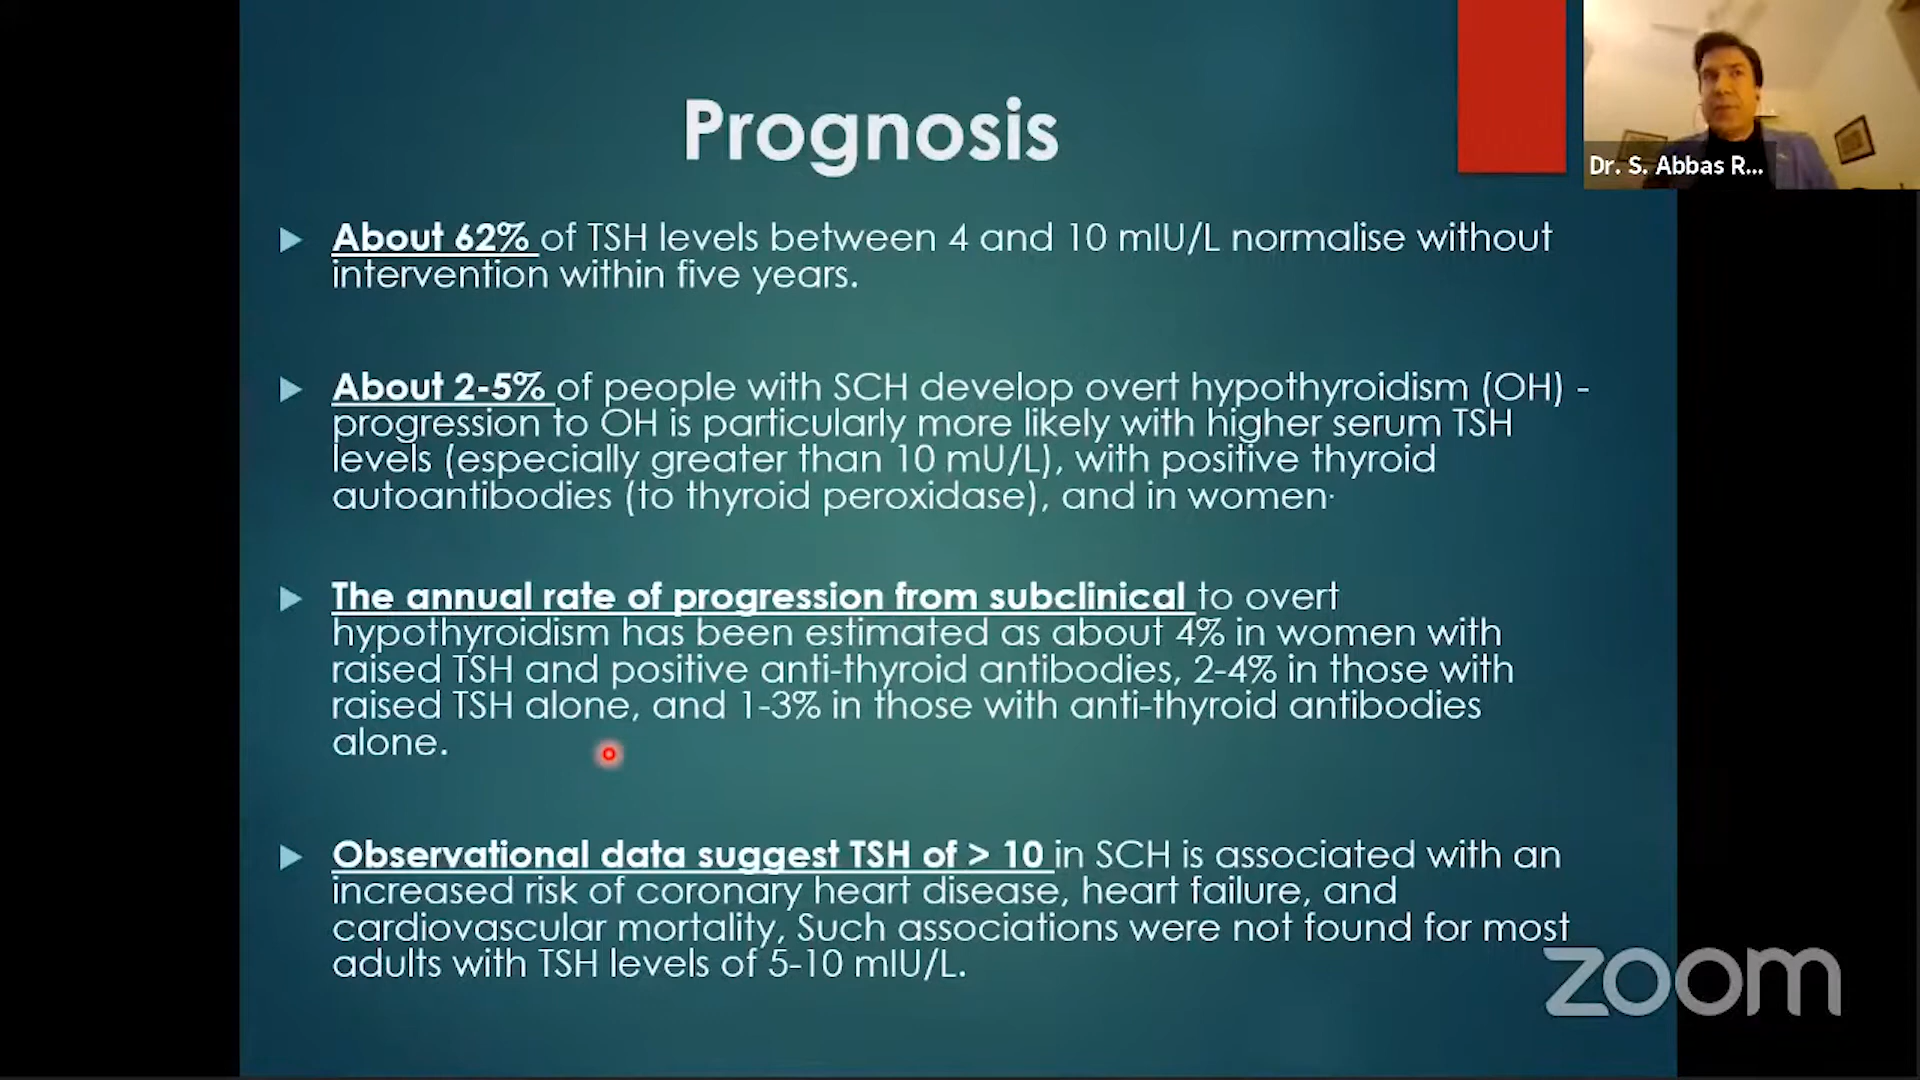 Prognosis
Dr. S. Abbas R...
About 62% of TSH levels between 4 and 10 mIU/L normalise without
intervention within five years.
About 2-5% of people with SCH develop overt hypothyroidism (OH) -
progression to OH is particularly more likely with higher serum TSH
levels (especially greater than 10 mU/L), with positive thyroid
autoantibodies (to thyroid peroxidase), and in women·
The annual rate of progression from subclinical to overt
hypothyroidism has been estimated as about 4% in women with
raised TSH and positive anti-thyroid antibodies, 2-4% in those with
raised TSH alone, and 1-3% in those with anti-thyroid antibodies
alone.
Observational data suggest TSH of > 10 in SCH is associated with an
increased risk of coronary heart disease, heart failure, and
cardiovascular mortality, Such associations were not found for most
adults with TSH levels of 5-10 mIU/L.
zoom